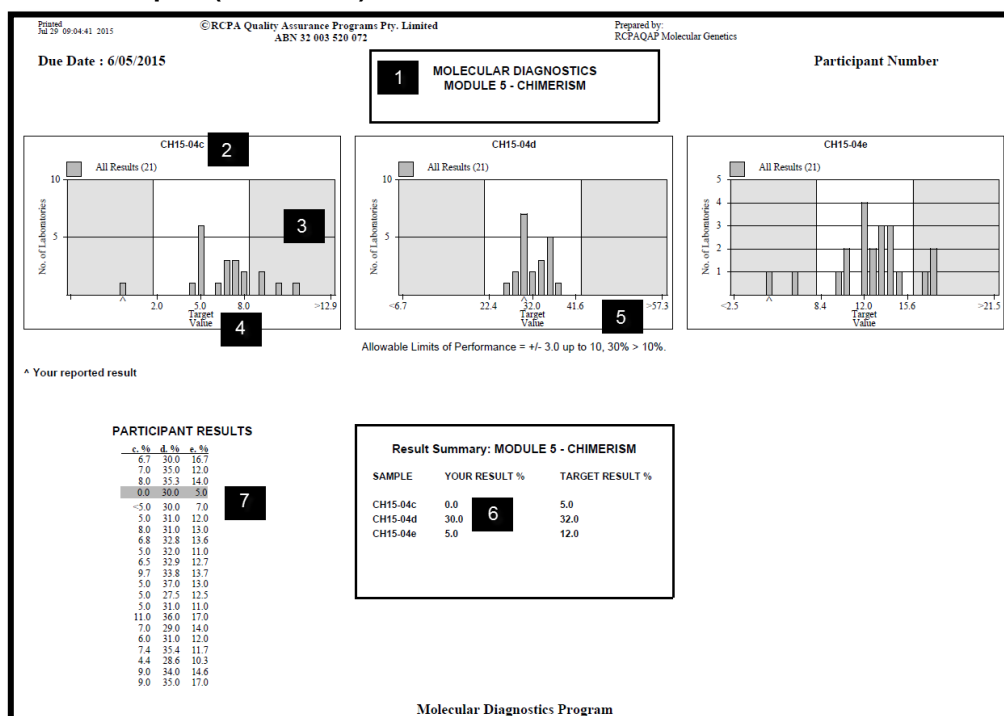 Printed
Jul 29 09:04:41 2015
©RCPA Quality Assurance Programs Pty. Limited
ABN 32 003 520 072
Prepared by:
RCPAQAP Molecular Genetics
Due Date : 6/05/2015
1
MOLECULAR DIAGNOSTICS
MODULE 5 - CHIMERISM
Participant Number
CH15-04c
2
All Results (21)
10
5
No. of Laboratories
3
2.0 5.0 8.0 >12.9
Target
Value
4
CH15-04d
All Results (21)
10
5
No. of Laboratories
<6.7 22.4 32.0 41.6 >57.3
Target
Value
5
CH15-04e
All Results (21)
5
4
3
2
1
No. of Laboratories
<2.5 8.4 12.0 15.6 >21.5
Target
Value
Allowable Limits of Performance = +/- 3.0 up to 10, 30% > 10%.
^ Your reported result
PARTICIPANT RESULTS
c. % d. % e. %
6.7 30.0 16.7
7.0 35.0 12.0
8.0 35.3 14.0
0.0 30.0 5.0
<5.0 30.0 7.0
5.0 31.0 12.0
8.0 31.0 13.0
6.8 32.8 13.6
5.0 32.0 11.0
6.5 32.9 12.7
9.7 33.8 13.7
5.0 37.0 13.0
5.0 27.5 12.5
5.0 31.0 11.0
11.0 36.0 17.0
7.0 29.0 14.0
6.0 31.0 12.0
7.4 35.4 11.7
4.4 28.6 10.3
9.0 34.0 14.6
9.0 35.0 17.0
7
Result Summary: MODULE 5 - CHIMERISM
SAMPLE YOUR RESULT % TARGET RESULT %
CH15-04c 0.0 5.0
CH15-04d 30.0 32.0
CH15-04e 5.0 12.0
6
Molecular Diagnostics Program